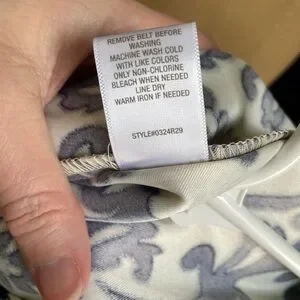 REMOVE BELT BEFORE
WASHING
MACHINE WASH COLD
WITH LIKE COLORS
ONLY NON-CHLORINE
BLEACH WHEN NEEDED
LINE DRY
WARM IRON IF NEEDED
STYLE#0324R29